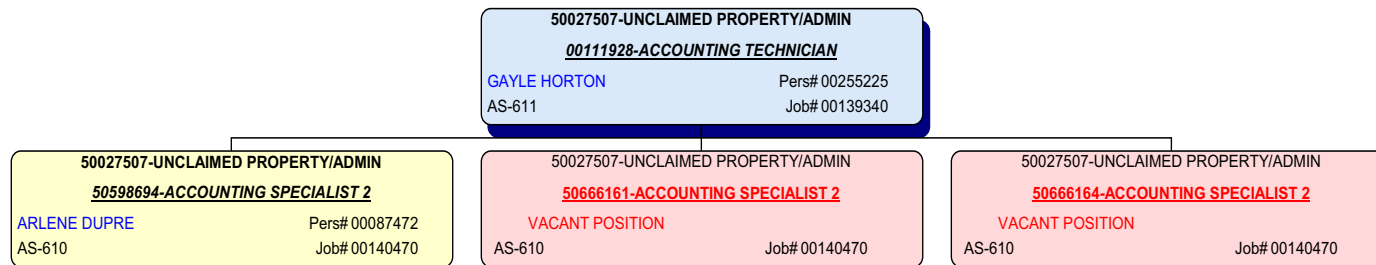 50027507-UNCLAIMED PROPERTY/ADMIN
00111928-ACCOUNTING TECHNICIAN
GAYLE HORTON Pers# 00255225
AS-611 Job# 00139340
50027507-UNCLAIMED PROPERTY/ADMIN
50598694-ACCOUNTING SPECIALIST 2
ARLENE DUPRE Pers# 00087472
AS-610 Job# 00140470
50027507-UNCLAIMED PROPERTY/ADMIN
50666161-ACCOUNTING SPECIALIST 2
VACANT POSITION
AS-610 Job# 00140470
50027507-UNCLAIMED PROPERTY/ADMIN
50666164-ACCOUNTING SPECIALIST 2
VACANT POSITION
AS-610 Job# 00140470